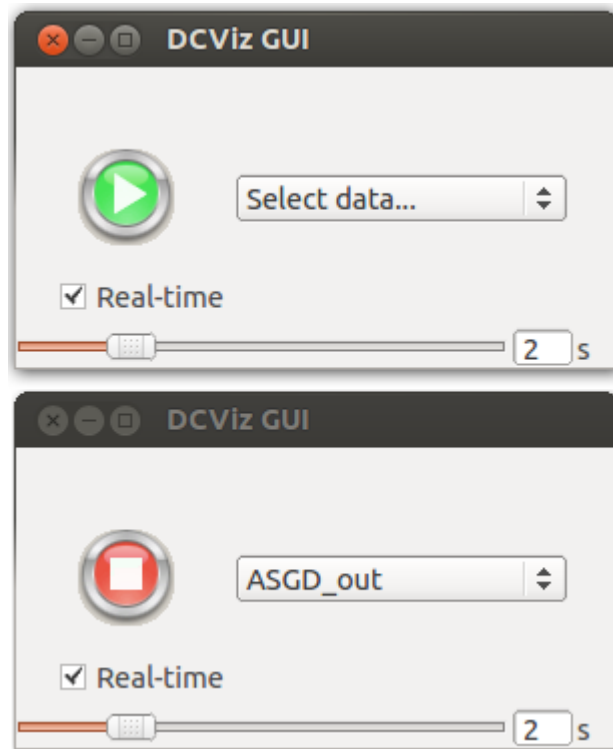 DCViz GUI
Select data...
Real-time
2 s
DCViz GUI
ASGD_out
Real-time
2 s